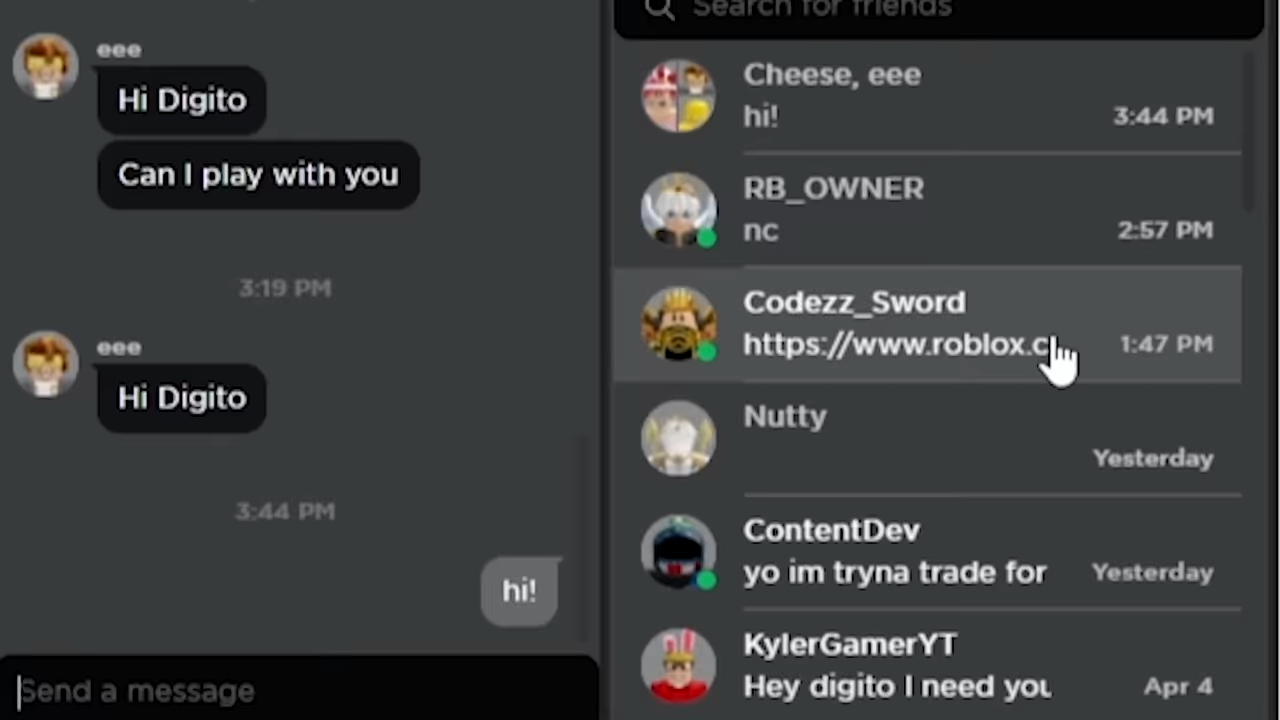 eee
Hi Digito
Can I play with you
3:19 PM
eee
Hi Digito
3:44 PM
hi!
Send a message
Search for friends
Cheese, eee
hi!
3:44 PM
RB_OWNER
nc
2:57 PM
Codezz_Sword
https://www.roblox.c
1:47 PM
Nutty
Yesterday
ContentDev
yo im tryna trade for
Yesterday
KylerGamerYT
Hey digito I need you
Apr 4